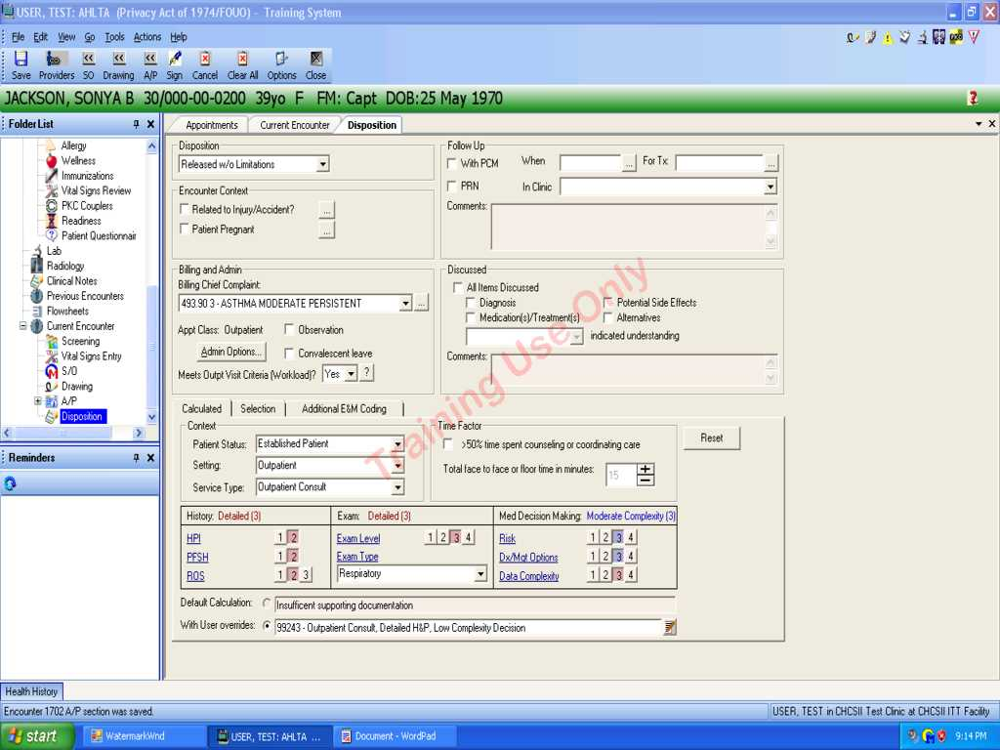 USER, TEST: AHLTA (Privacy Act of 1974/FOUO) - Training System
File Edit View Go Tools Actions Help
Save Providers SO Drawing A/P Sign Cancel Clear All Options Close
JACKSON, SONYA B 30/000-00-0200 39yo F FM: Capt DOB:25 May 1970
Folder List
Allergy
Wellness
Immunizations
Vital Signs Review
PKC Couplers
Readiness
Patient Questionnair
Lab
Radiology
Clinical Notes
Previous Encounters
Flowsheets
Current Encounter
Screening
Vital Signs Entry
S/O
Drawing
A/P
Disposition
Reminders
Appointments Current Encounter Disposition
Disposition
Released w/o Limitations
Encounter Context
Related to Injury/Accident? ...
Patient Pregnant ...
Follow Up
With PCM When ... For Tx: ...
PRN In Clinic
Comments:
Billing and Admin
Billing Chief Complaint:
493.90 3 - ASTHMA MODERATE PERSISTENT ...
Appt Class: Outpatient Observation
Admin Options... Convalescent leave
Meets Outpt Visit Criteria (Workload)? Yes ?
Discussed
All Items Discussed
Diagnosis Potential Side Effects
Medication(s)/Treatment(s) Alternatives
indicated understanding
Comments:
Training Use Only
Calculated Selection Additional E&M Coding
Context
Patient Status: Established Patient
Setting: Outpatient
Service Type: Outpatient Consult
Time Factor
>50% time spent counseling or coordinating care
Total face to face or floor time in minutes: 15
Reset
History: Detailed (3) Exam: Detailed (3) Med Decision Making: Moderate Complexity (3)
HPI 1 2 Exam Level 1 2 3 4 Risk 1 2 3 4
PFSH 1 2 Exam Type Dx/Mgt Options 1 2 3 4
ROS 1 2 3 Respiratory Data Complexity 1 2 3 4
Default Calculation: Insufficent supporting documentation
With User overrides: 99243 - Outpatient Consult, Detailed H&P, Low Complexity Decision
Health History
Encounter 1702 A/P section was saved. USER, TEST in CHCSII Test Clinic at CHCSII ITT Facility
start WatermarkWnd USER, TEST: AHLTA ... Document - WordPad 9:14 PM